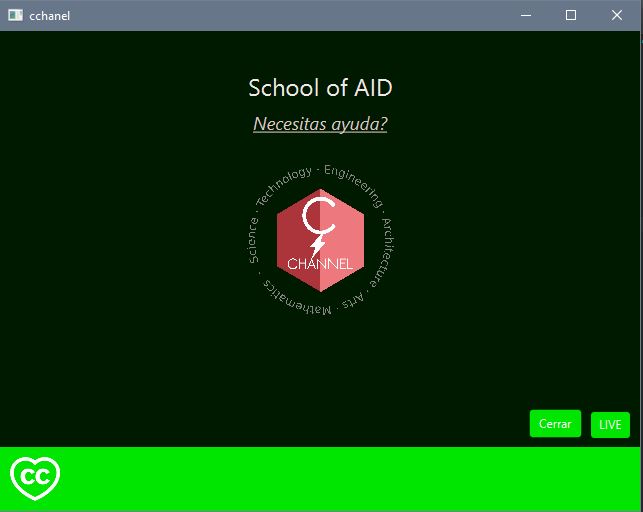 cchanel
School of AID
Necesitas ayuda?
Science · Technology · Engineering · Architecture · Arts · Mathematics ·
C
CHANNEL
Cerrar
LIVE
CC